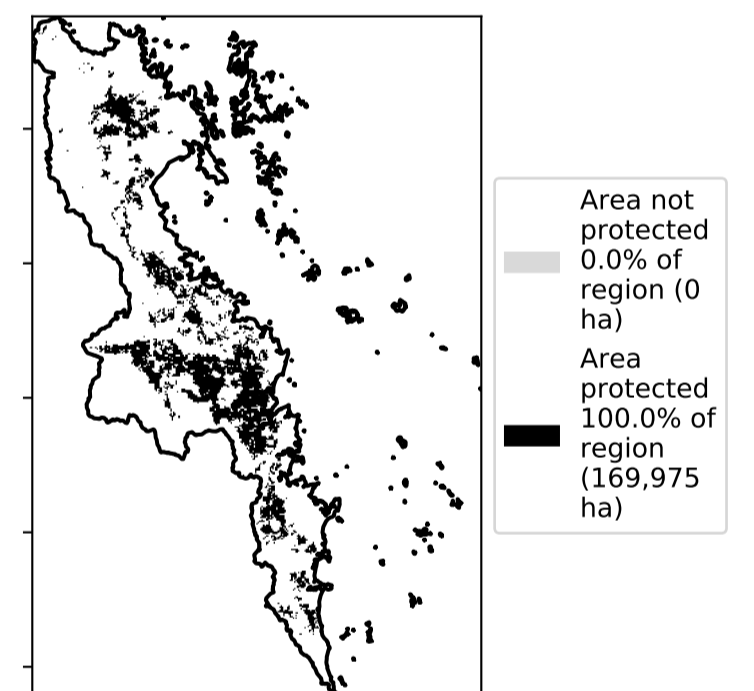 Area not
protected
0.0% of
region (0
ha)
Area
protected
100.0% of
region
(169,975
ha)